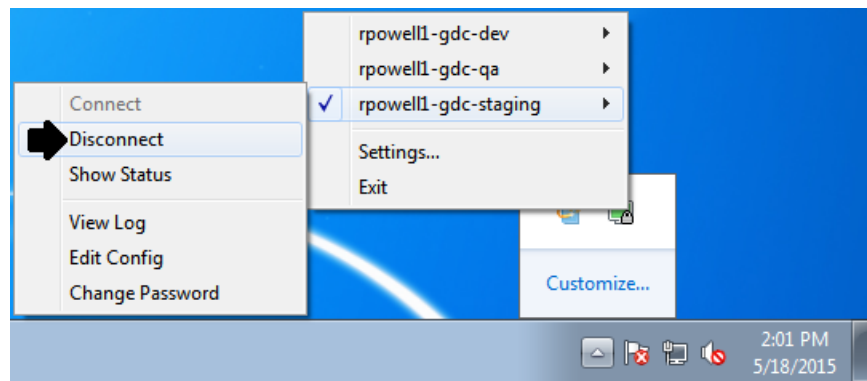 rpowell1-gdc-dev
rpowell1-gdc-qa
rpowell1-gdc-staging
Settings...
Exit
Connect
Disconnect
Show Status
View Log
Edit Config
Change Password
Customize...
2:01 PM
5/18/2015